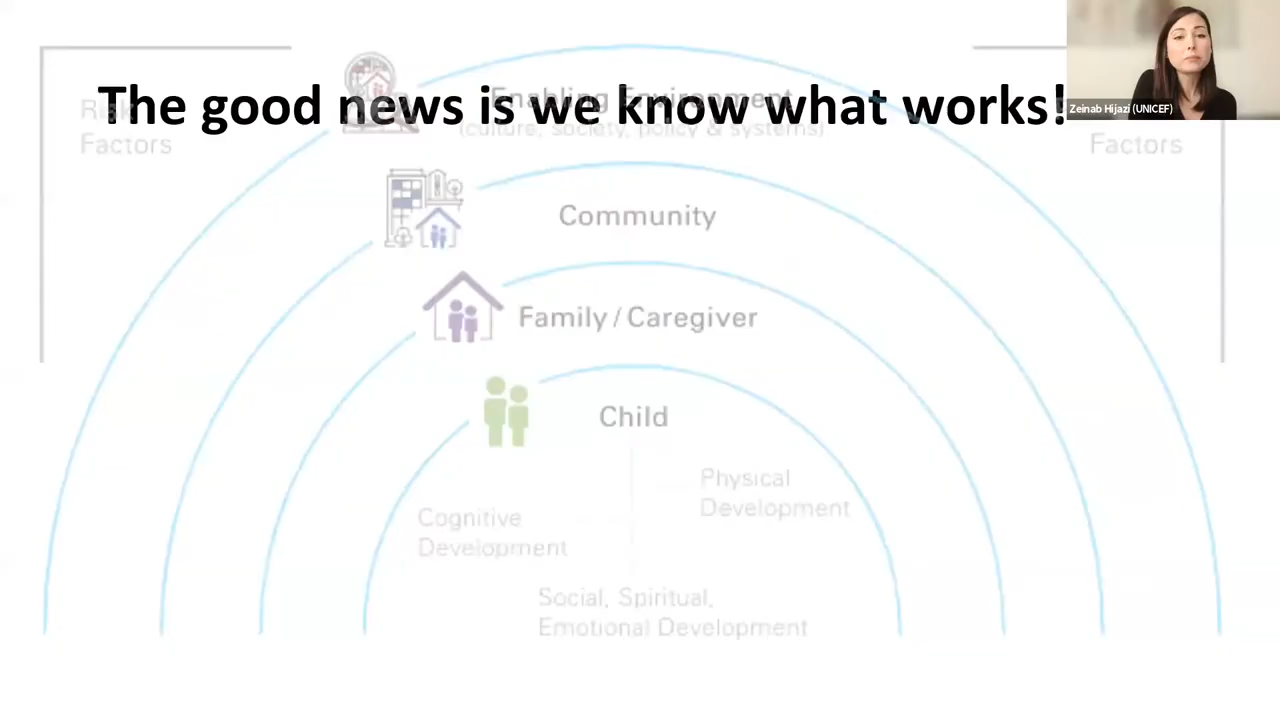 The good news is we know what works!
Zeinab Hijazi (UNICEF)
Risk
Factors
Enabling Environment
(culture, society, policy & systems)
Factors
Community
Family / Caregiver
Child
Physical
Development
Cognitive
Development
Social, Spiritual,
Emotional Development